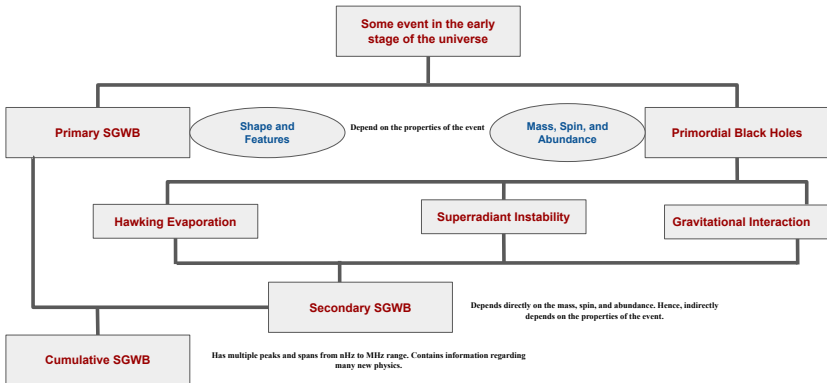 Some event in the early
stage of the universe
Primary SGWB
Shape and
Features
Depend on the properties of the event
Mass, Spin, and
Abundance
Primordial Black Holes
Hawking Evaporation
Superradiant Instability
Gravitational Interaction
Secondary SGWB
Depends directly on the mass, spin, and abundance. Hence, indirectly
depends on the properties of the event.
Cumulative SGWB
Has multiple peaks and spans from nHz to MHz range. Contains information regarding
many new physics.